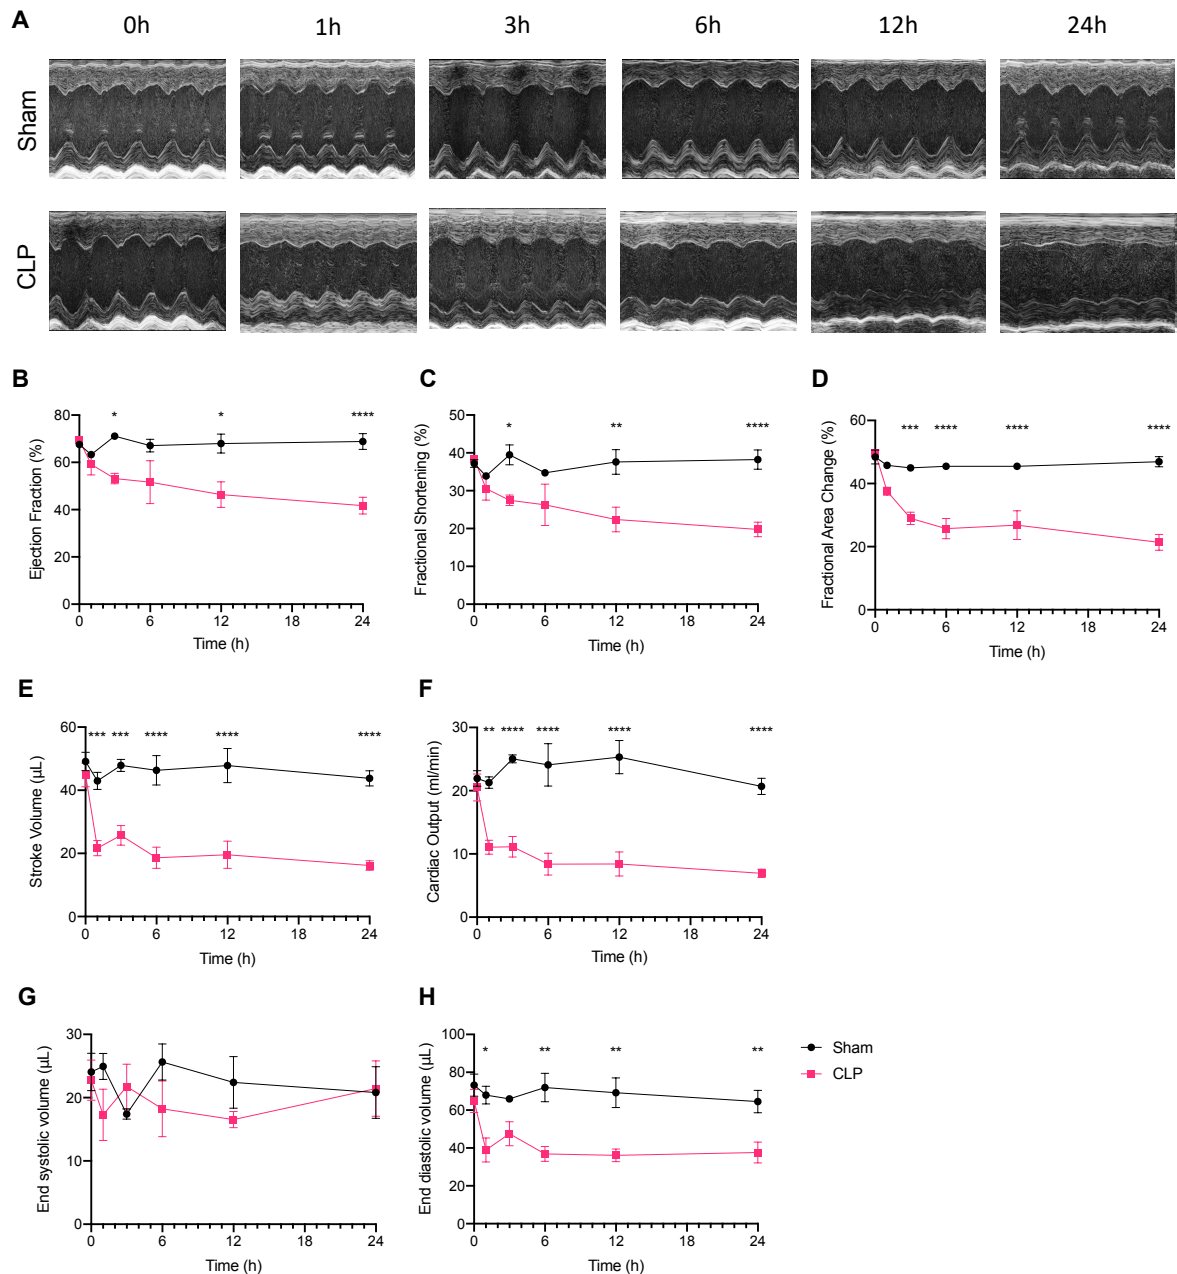 A
0h 1h 3h 6h 12h 24h
Sham
CLP
B
Ejection Fraction (%)
80
60
40
20
0
* * ****
0 6 12 18 24
Time (h)
C
Fractional Shortening (%)
50
40
30
20
10
0
* ** ****
0 6 12 18 24
Time (h)
D
Fractional Area Change (%)
60
40
20
0
*** **** **** ****
0 6 12 18 24
Time (h)
E
Stroke Volume (µL)
60
40
20
0
*** *** **** **** ****
0 6 12 18 24
Time (h)
F
Cardiac Output (ml/min)
30
20
10
0
** **** **** **** ****
0 6 12 18 24
Time (h)
G
End systolic volume (µL)
30
20
10
0
0 6 12 18 24
Time (h)
H
End diastolic volume (µL)
100
80
60
40
20
0
* ** ** **
0 6 12 18 24
Time (h)
Sham
CLP